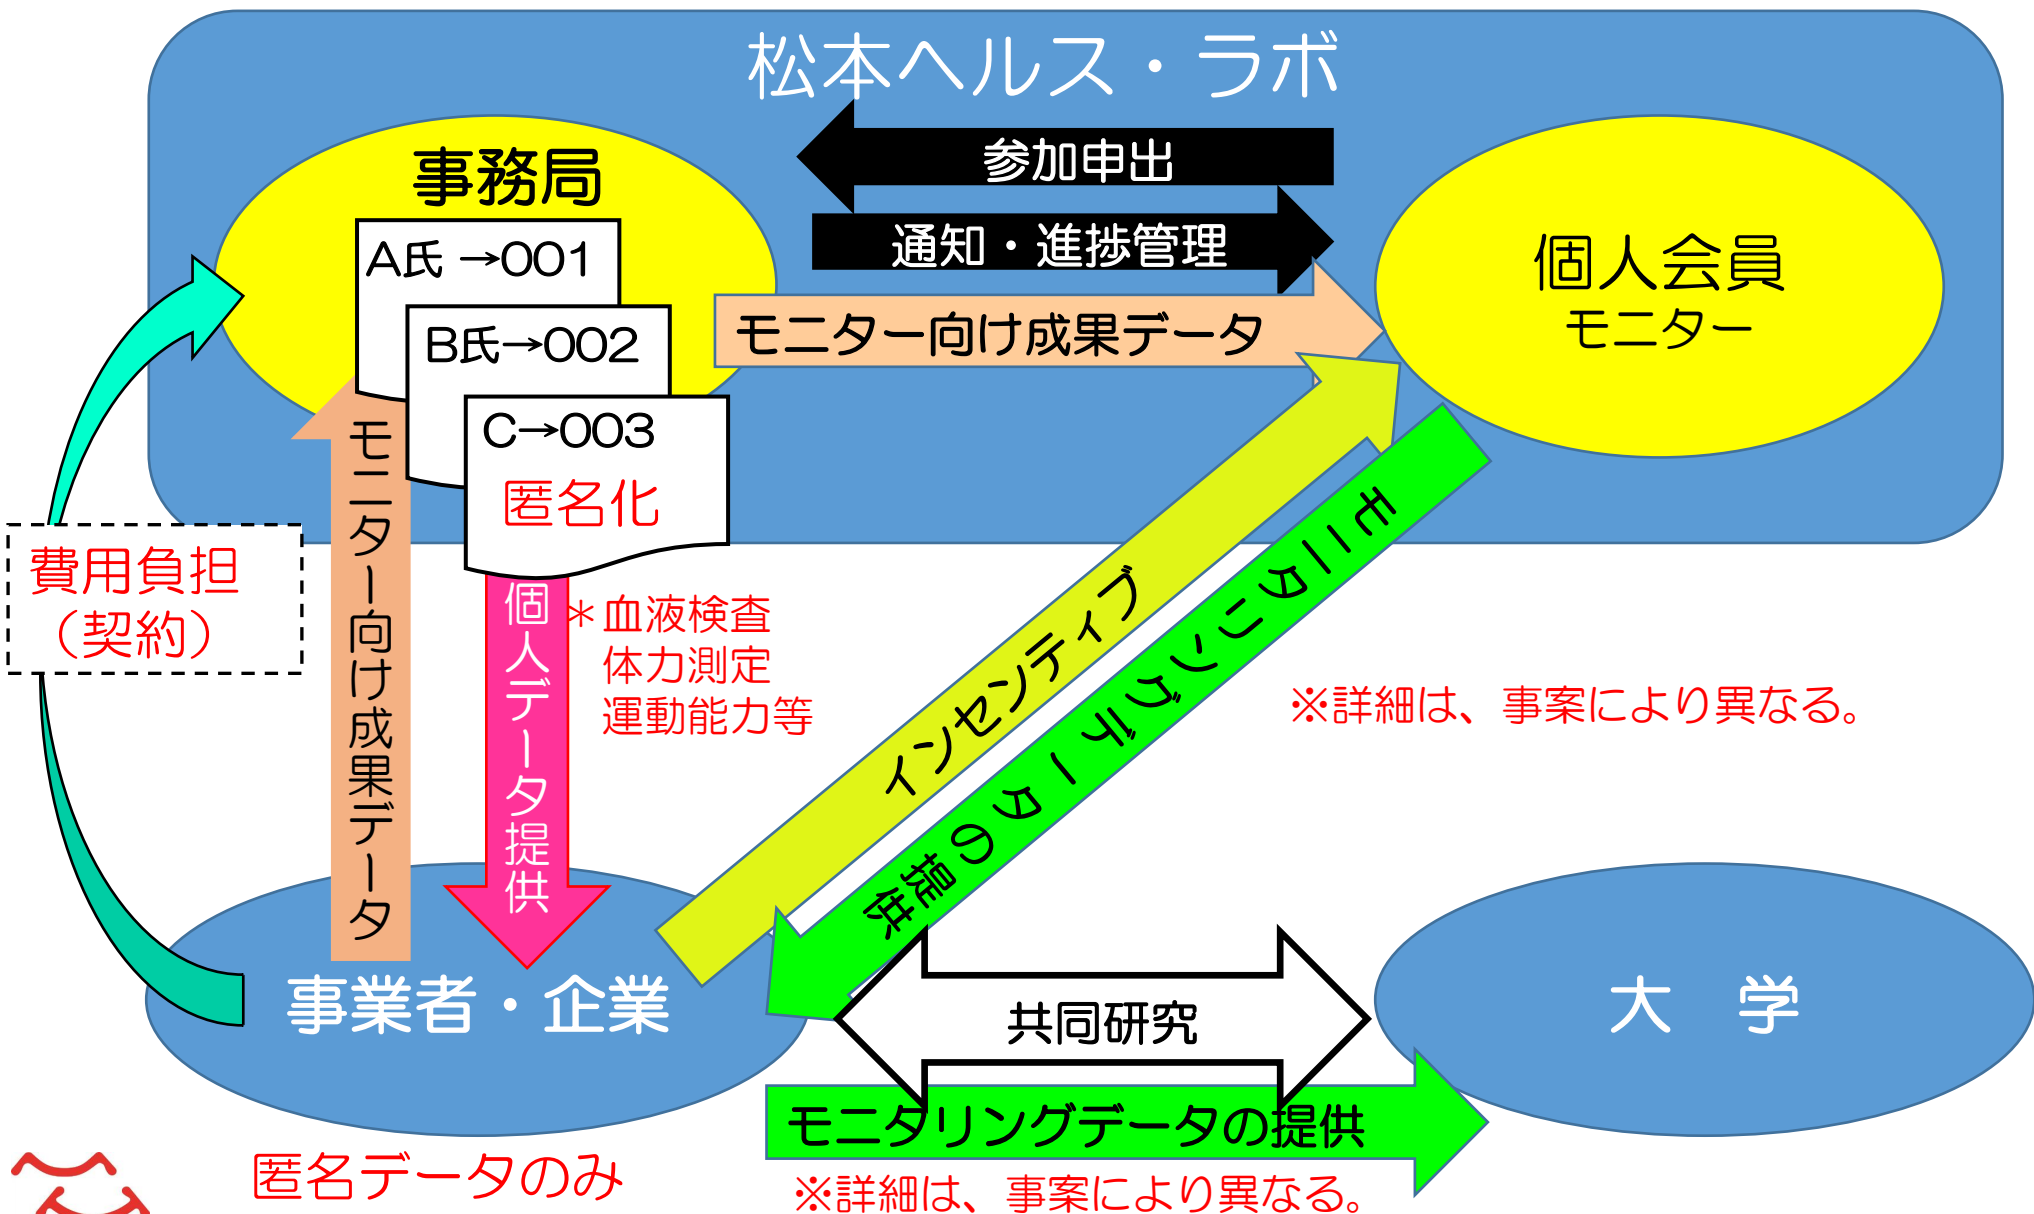 松本ヘルス・ラボ
事務局
参加申出
通知・進捗管理
A氏 →001
B氏→002
C→003
匿名化
モニター向け成果データ
個人会員
モニター
費用負担
（契約）
モニター向け成果データ
個人データ提供
＊血液検査
体力測定
運動能力等
インセンティブ
モニタリングデータの提供
※詳細は、事案により異なる。
事業者・企業
共同研究
大　学
モニタリングデータの提供
匿名データのみ
※詳細は、事案により異なる。